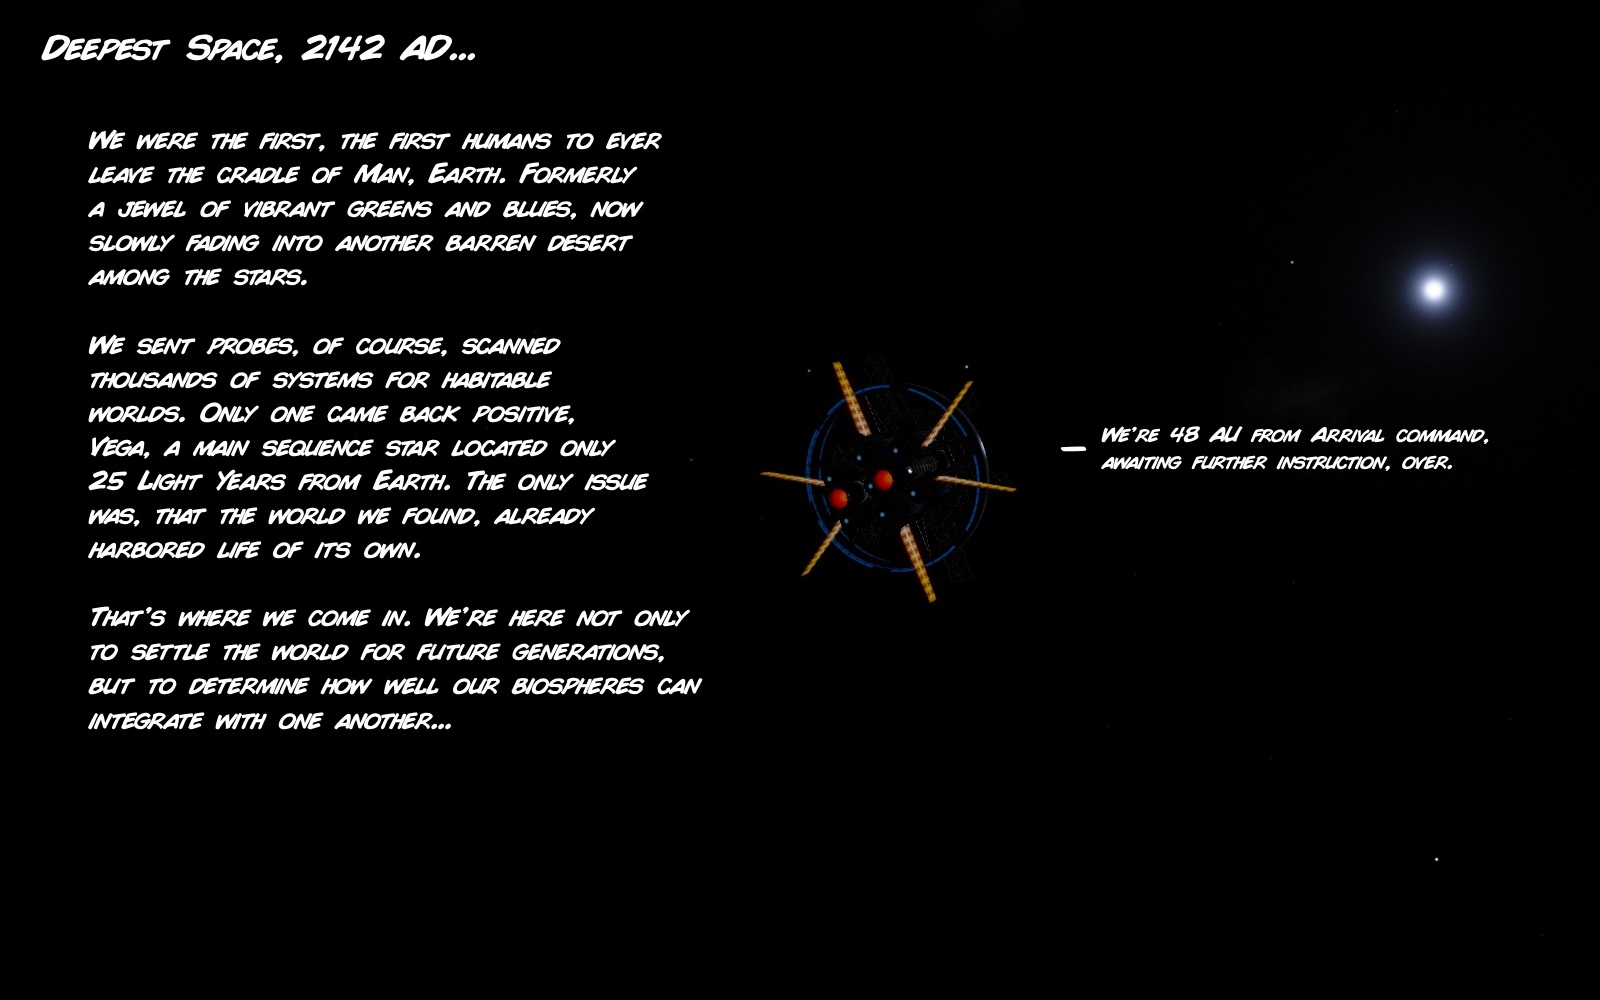 Deepest Space, 2142 AD...
We were the first, the first humans to ever
leave the cradle of Man, Earth. Formerly
a jewel of vibrant greens and blues, now
slowly fading into another barren desert
among the stars.
We sent probes, of course, scanned
thousands of systems for habitable
worlds. Only one came back positive,
Vega, a main sequence star located only
25 Light Years from Earth. The only issue
was, that the world we found, already
harbored life of its own.
That's where we come in. We're here not only
to settle the world for future generations,
but to determine how well our biospheres can
integrate with one another...
We're 48 AU from Arrival command,
awaiting further instruction, over.